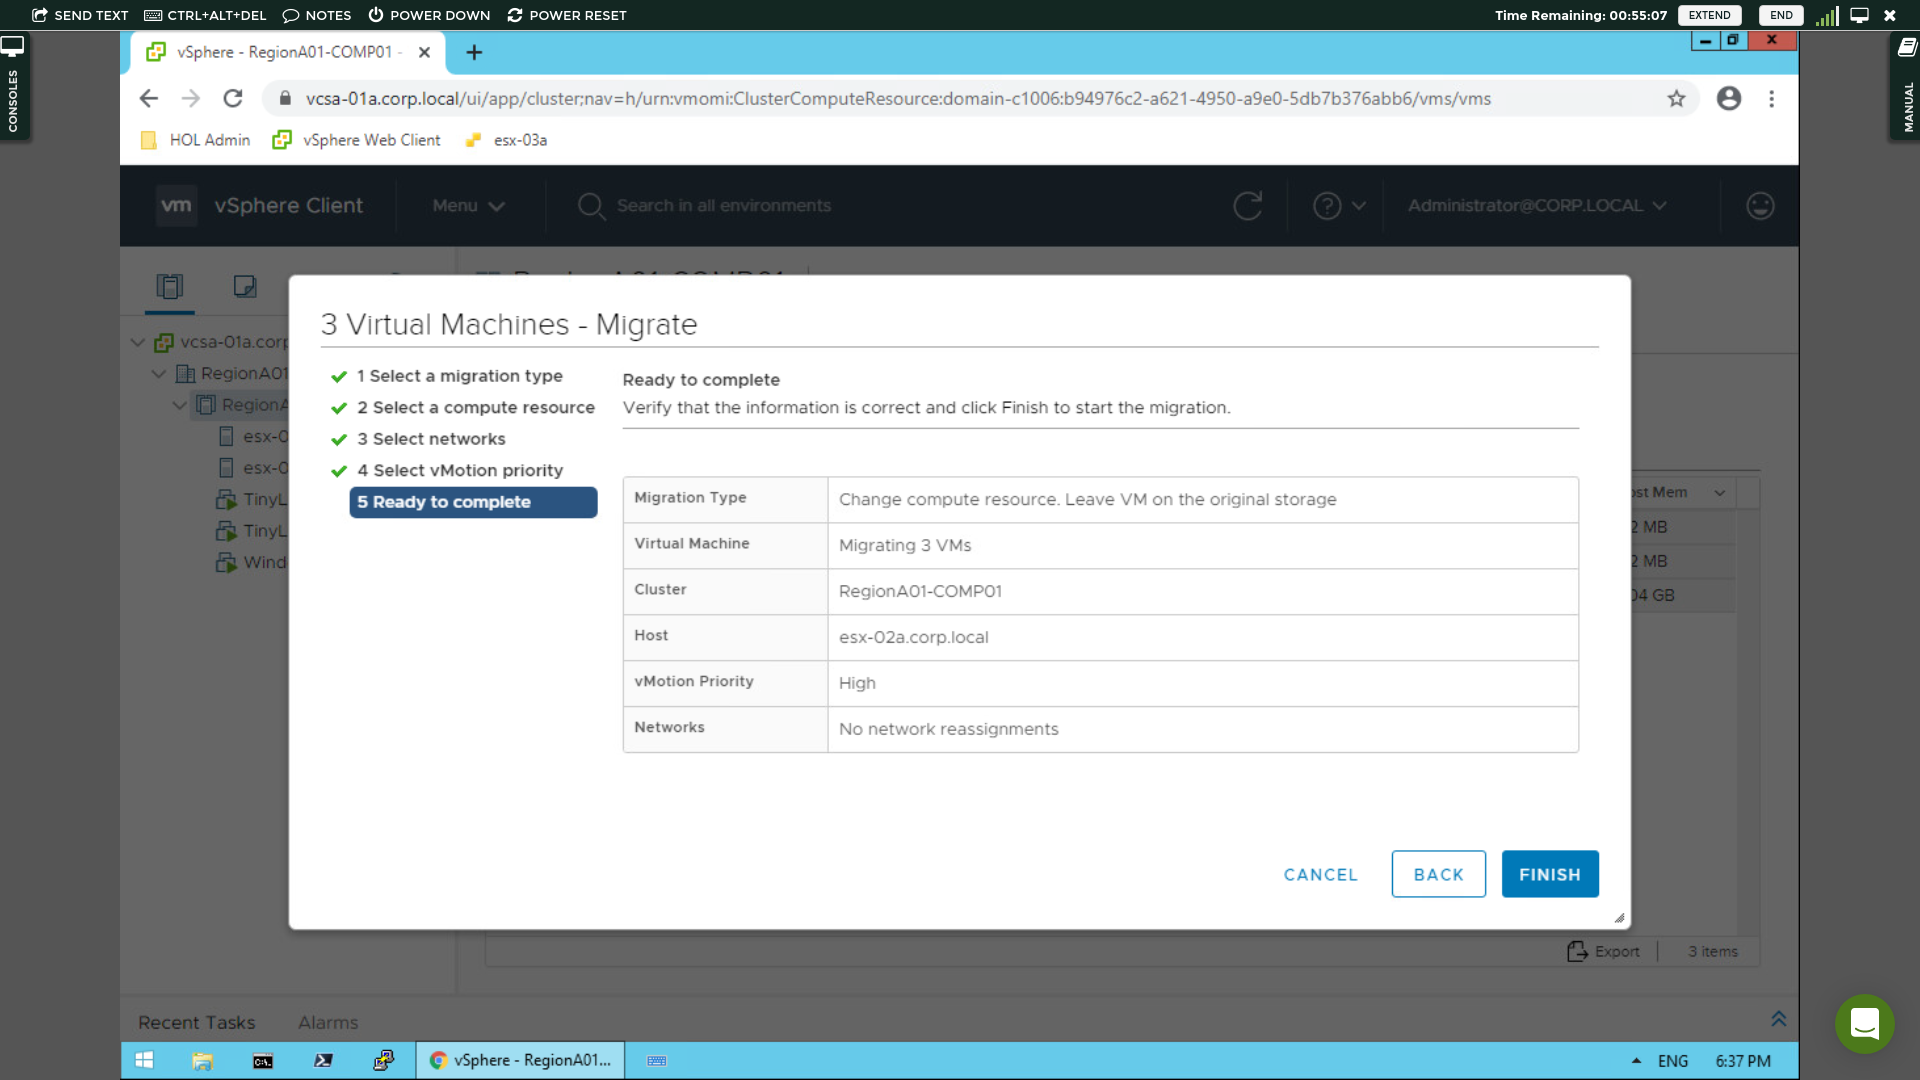 SEND TEXT CTRL+ALT+DEL NOTES POWER DOWN POWER RESET Time Remaining: 00:55:07 EXTEND END
CONSOLES
MANUAL
vSphere - RegionA01-COMP01 -
vcsa-01a.corp.local/ui/app/cluster;nav=h/urn:vmomi:ClusterComputeResource:domain-c1006:b94976c2-a621-4950-a9e0-5db7b376abb6/vms/vms
HOL Admin vSphere Web Client esx-03a
vm vSphere Client Menu Search in all environments Administrator@CORP.LOCAL
vcsa-01a.corp
RegionA01
RegionA
esx-0
esx-0
TinyL
TinyL
Wind
3 Virtual Machines - Migrate
1 Select a migration type
2 Select a compute resource
3 Select networks
4 Select vMotion priority
5 Ready to complete
Ready to complete
Verify that the information is correct and click Finish to start the migration.
Migration Type Change compute resource. Leave VM on the original storage
Virtual Machine Migrating 3 VMs
Cluster RegionA01-COMP01
Host esx-02a.corp.local
vMotion Priority High
Networks No network reassignments
CANCEL BACK FINISH
ost Mem
2 MB
2 MB
04 GB
Export 3 items
Recent Tasks Alarms
C:\.
vSphere - RegionA01... ENG 6:37 PM